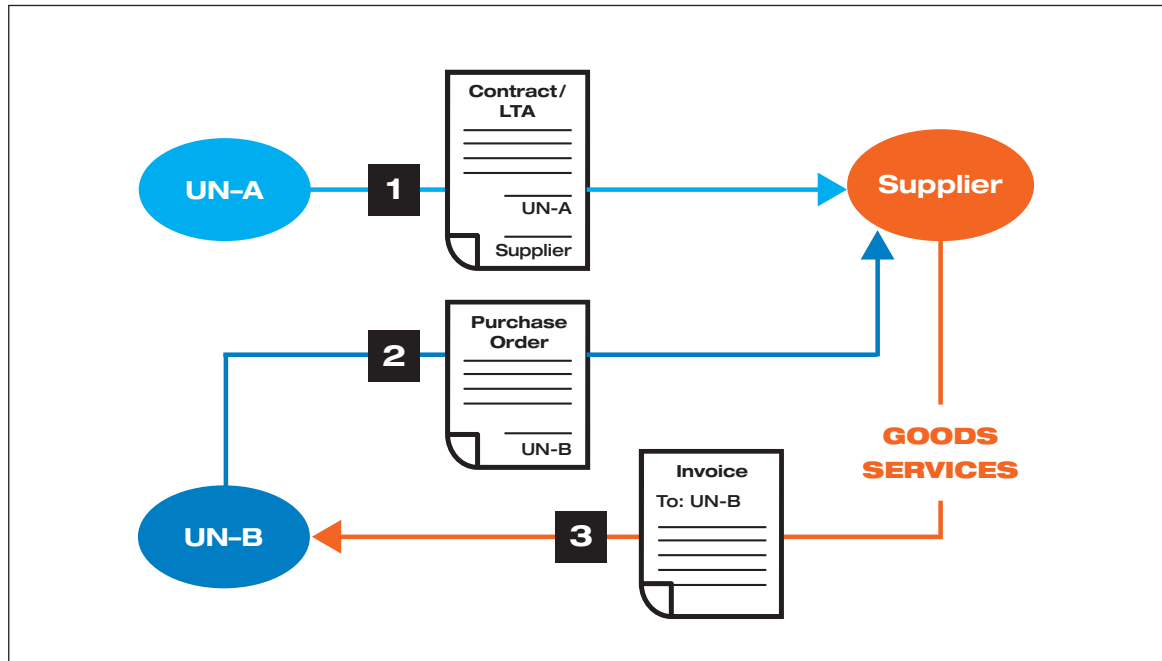 Contract/
LTA
UN–A
1
Supplier
UN-A
Supplier
Purchase
Order
2
UN-B
GOODS
SERVICES
Invoice
To: UN-B
UN–B
3